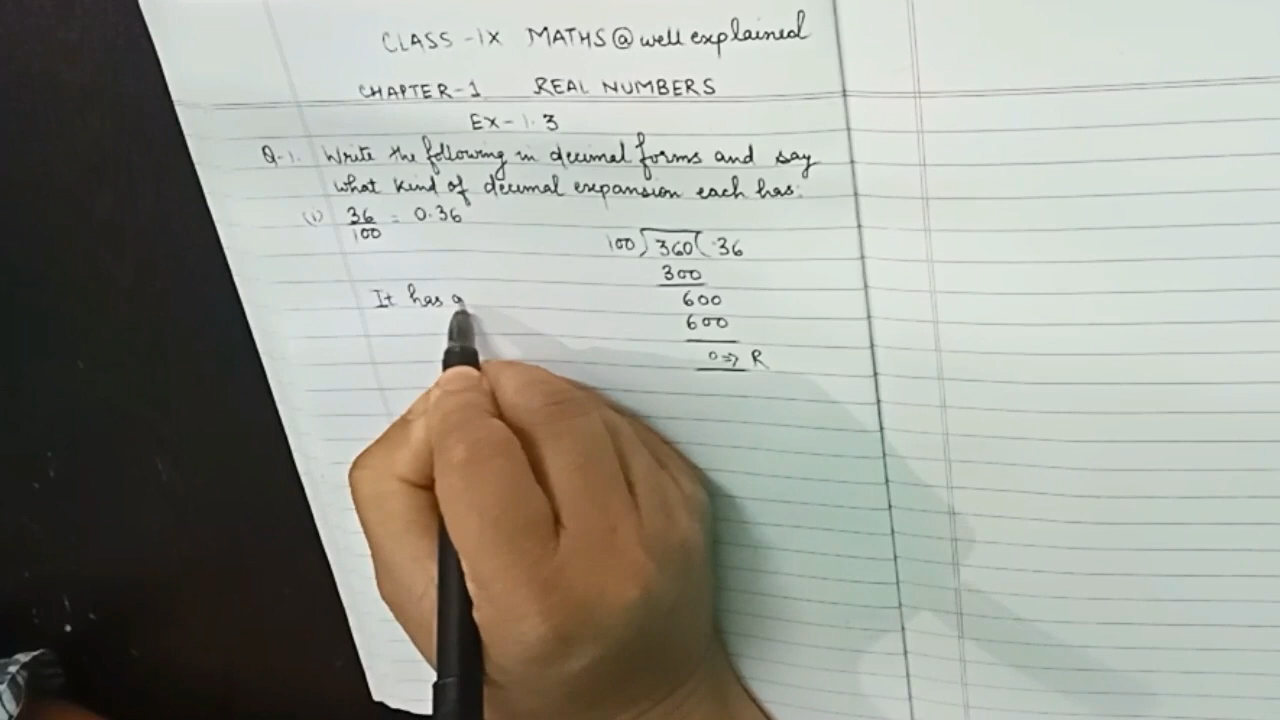 CLASS-IX MATHS@wellexplained
CHAPTER-1 REAL NUMBERS
EX-1.3
Q-1. Write the following in decimal forms and say
what kind of decimal expansion each has:
(i) 36/100 = 0.36
100)360(.36
300
600
600
0⇒R
It has a